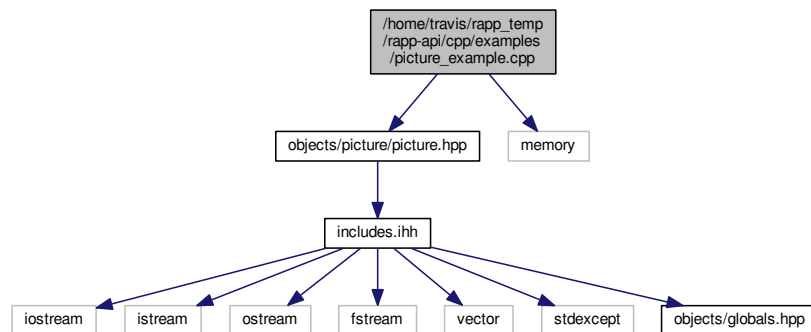 /home/travis/rapp_temp
/rapp-api/cpp/examples
/picture_example.cpp
objects/picture/picture.hpp
memory
includes.ihh
iostream
istream
ostream
fstream
vector
stdexcept
objects/globals.hpp